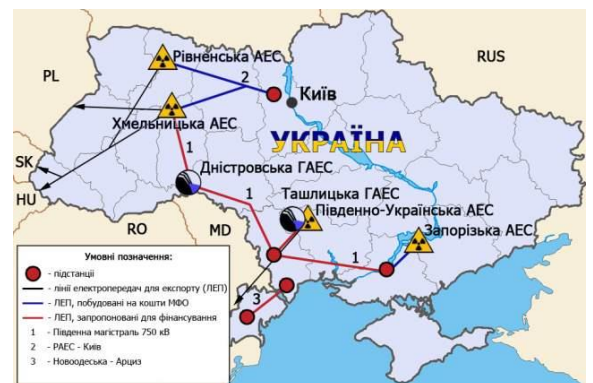 PL
RUS
Рівненська АЕС
2
Київ
Хмельницька АЕС
УКРАЇНА
1
SK
Дністровська ГАЕС
HU
Ташлицька ГАЕС
1
Південно-Українська АЕС
RO
MD
Запорізька АЕС
1
3
Умовні позначення:
- підстанції
- лінії електропередач для експорту (ЛЕП)
- ЛЕП, побудовані на кошти МФО
- ЛЕП, запропоновані для фінансування
1 - Південна магістраль 750 кВ
2 - РАЕС - Київ
3 - Новоодеська - Арциз